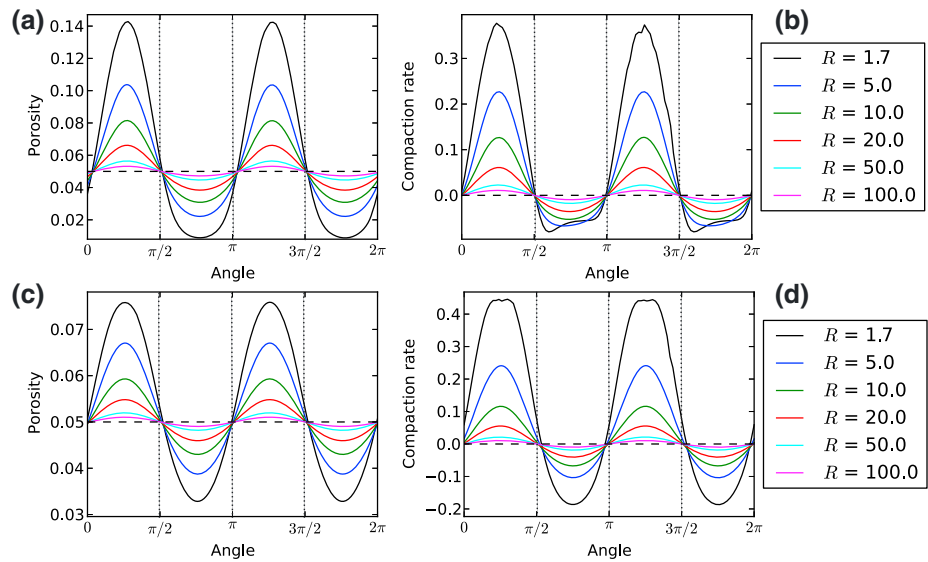 (a)
Porosity
0.14
0.12
0.10
0.08
0.06
0.04
0.02
0 π/2 π 3π/2 2π
Angle
(b)
Compaction rate
0.3
0.2
0.1
0.0
0 π/2 π 3π/2 2π
Angle
R = 1.7
R = 5.0
R = 10.0
R = 20.0
R = 50.0
R = 100.0
(c)
Porosity
0.07
0.06
0.05
0.04
0.03
0 π/2 π 3π/2 2π
Angle
(d)
Compaction rate
0.4
0.3
0.2
0.1
0.0
−0.1
−0.2
0 π/2 π 3π/2 2π
Angle
R = 1.7
R = 5.0
R = 10.0
R = 20.0
R = 50.0
R = 100.0